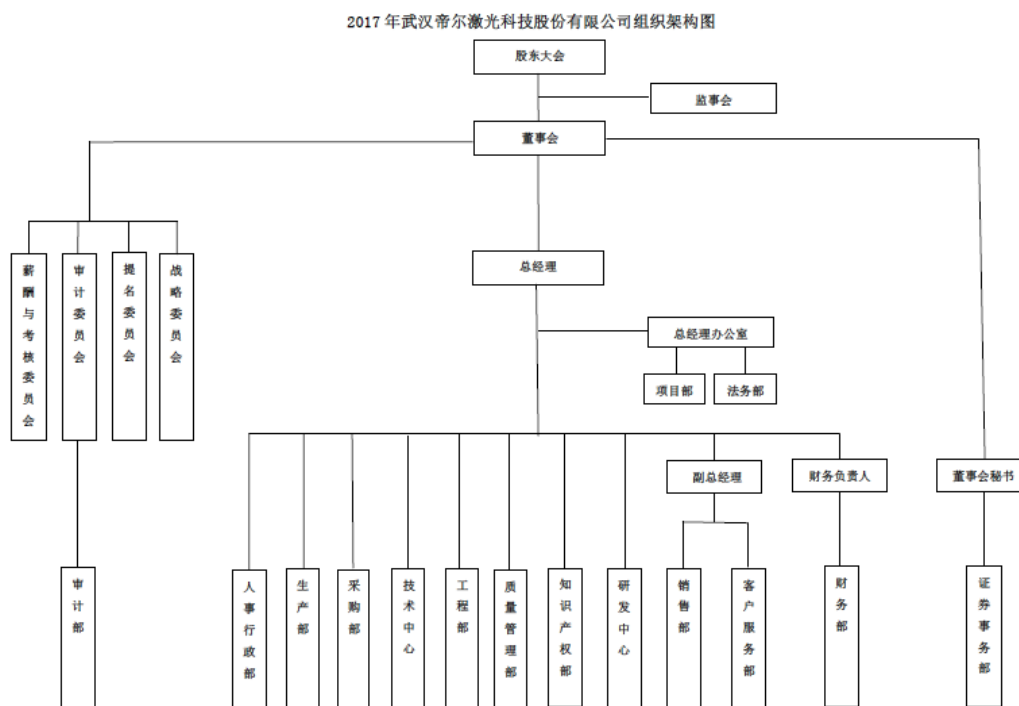 2017 年武汉帝尔激光科技股份有限公司组织架构图
股东大会
监事会
董事会
总经理
薪酬与考核委员会
审计委员会
提名委员会
战略委员会
总经理办公室
项目部
法务部
副总经理
财务负责人
董事会秘书
审计部
人事行政部
生产部
采购部
技术中心
工程部
质量管理部
知识产权部
研发中心
销售部
客户服务部
财务部
证券事务部